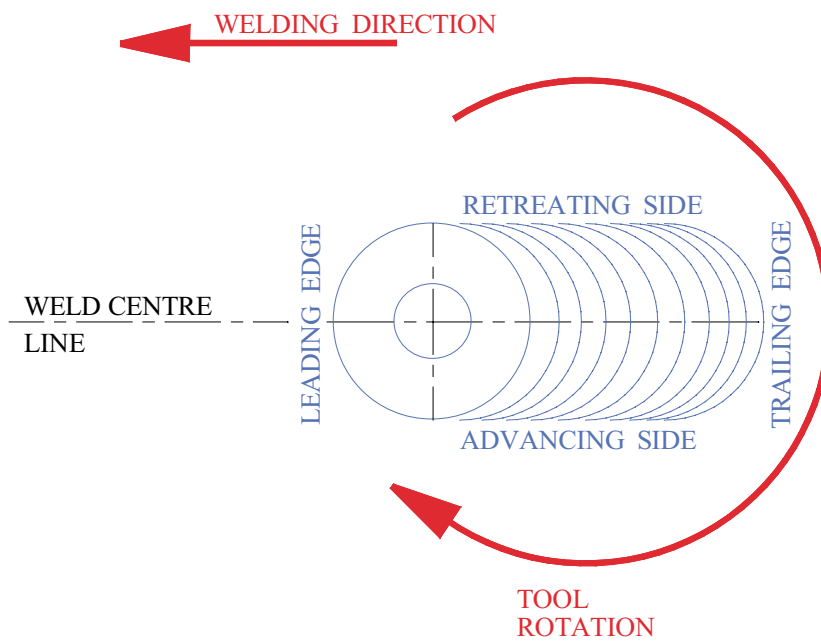 WELDING DIRECTION
RETREATING SIDE
LEADING EDGE
TRAILING EDGE
WELD CENTRE
LINE
ADVANCING SIDE
TOOL
ROTATION